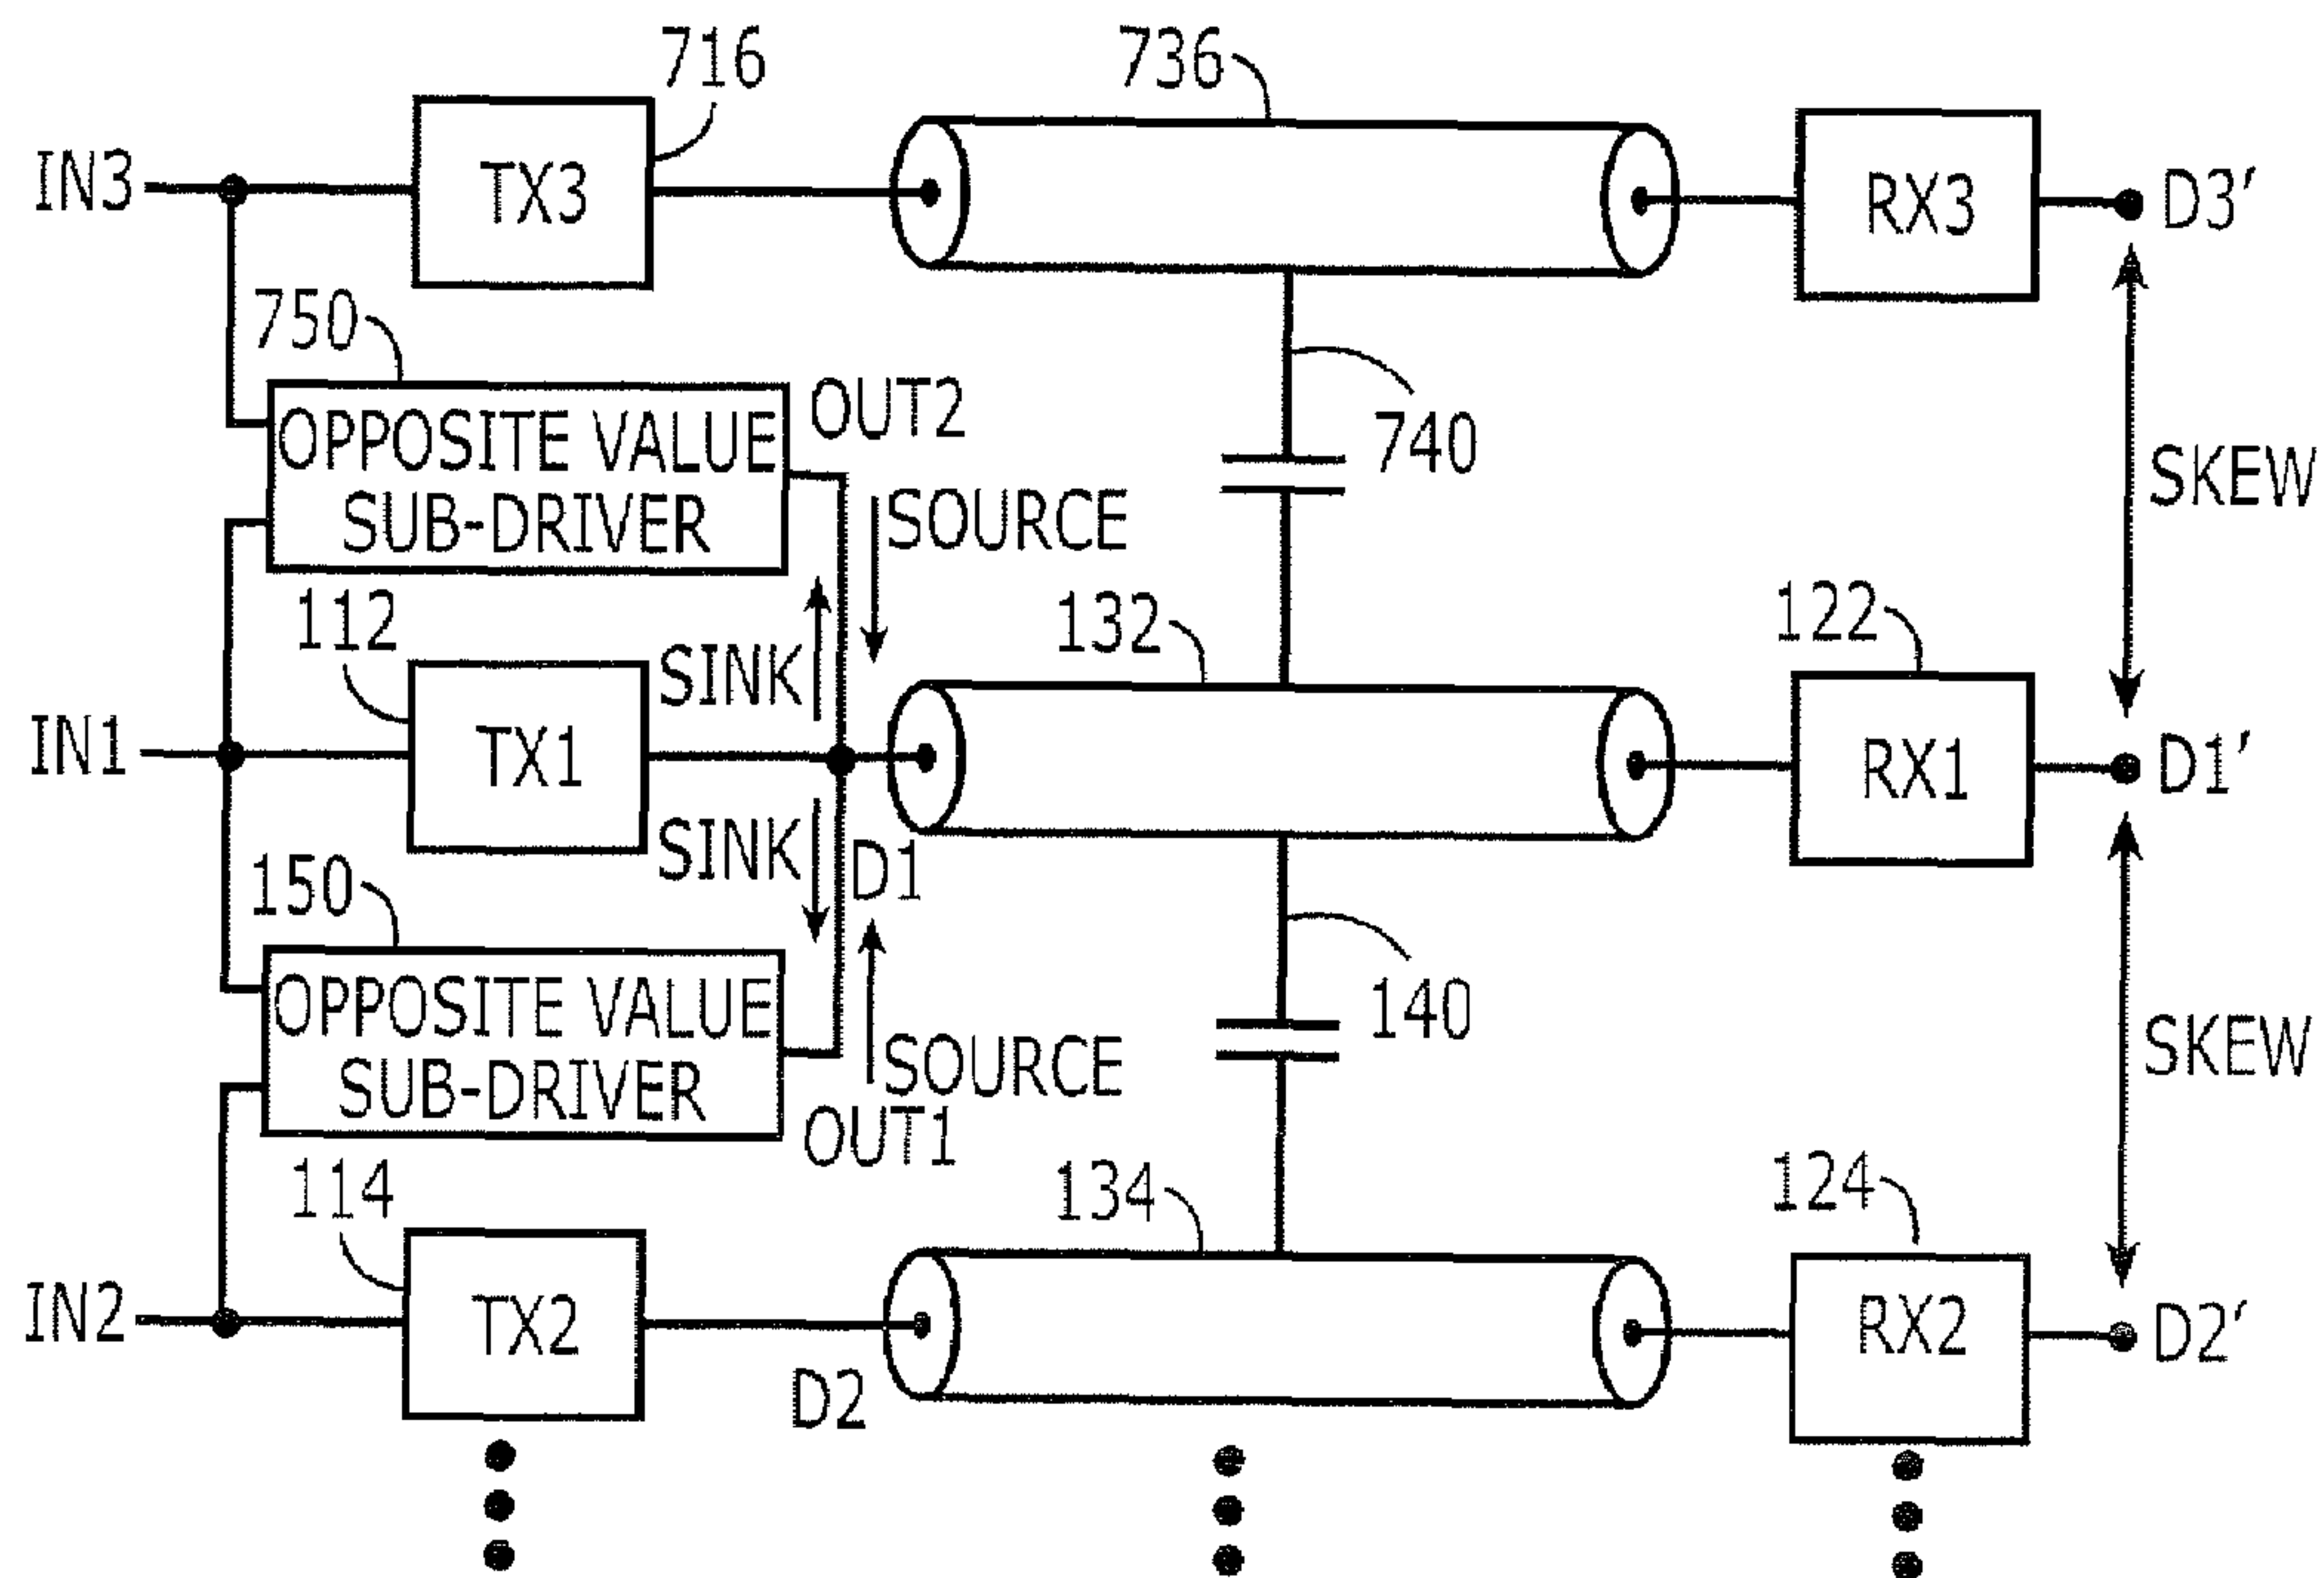 716
736
IN3
TX3
RX3
D3'
750
OPPOSITE VALUE
SUB-DRIVER
OUT2
SOURCE
740
SKEW
112
SINK
132
122
IN1
TX1
RX1
D1'
SINK
D1
150
OPPOSITE VALUE
SUB-DRIVER
SOURCE
OUT1
140
SKEW
114
134
124
IN2
TX2
RX2
D2'
D2